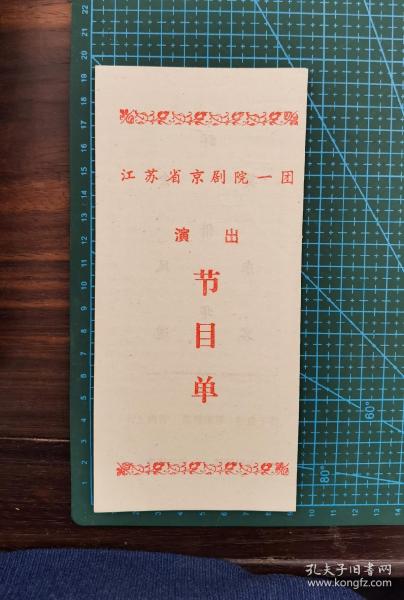 江苏省京剧院一团
演出
节
目
单
孔夫子旧书网
www.kongfz.com